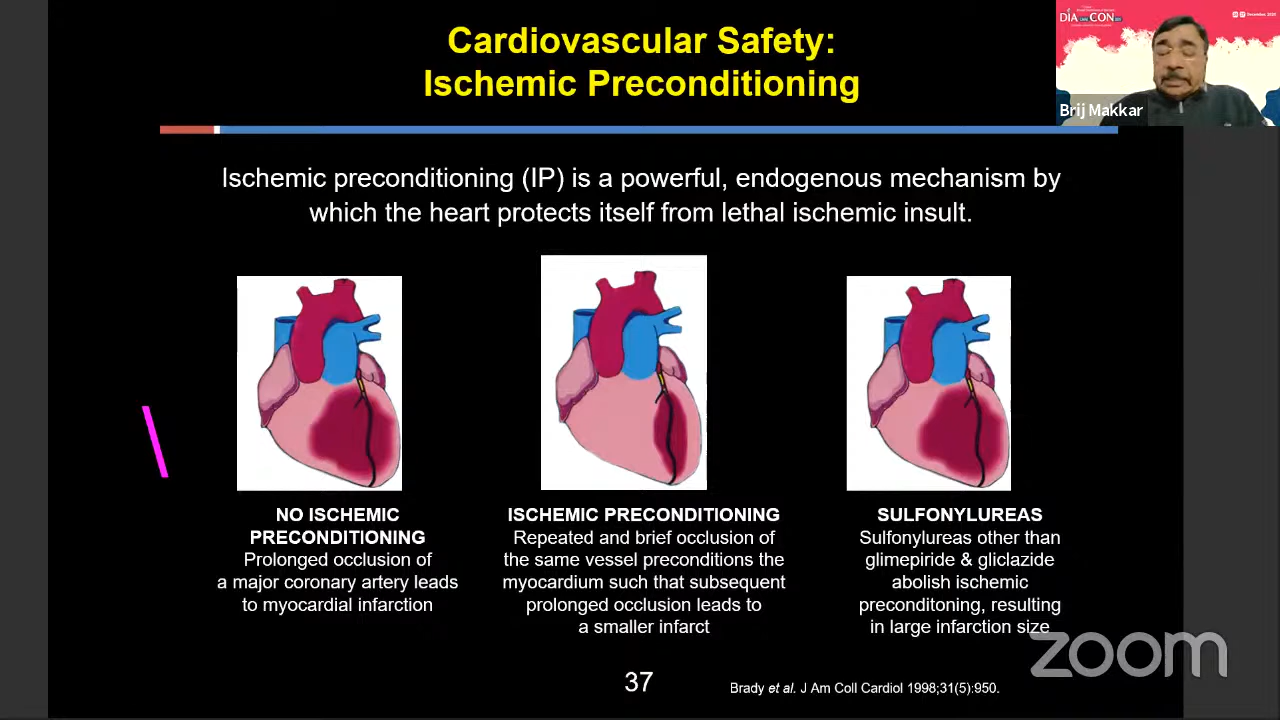 Cardiovascular Safety:
Ischemic Preconditioning
DIA CON
Brij Makkar
Ischemic preconditioning (IP) is a powerful, endogenous mechanism by
which the heart protects itself from lethal ischemic insult.
NO ISCHEMIC
PRECONDITIONING
Prolonged occlusion of
a major coronary artery leads
to myocardial infarction
ISCHEMIC PRECONDITIONING
Repeated and brief occlusion of
the same vessel preconditions the
myocardium such that subsequent
prolonged occlusion leads to
a smaller infarct
SULFONYLUREAS
Sulfonylureas other than
glimepiride & gliclazide
abolish ischemic
preconditoning, resulting
in large infarction size
zoom
37
Brady et al. J Am Coll Cardiol 1998;31(5):950.